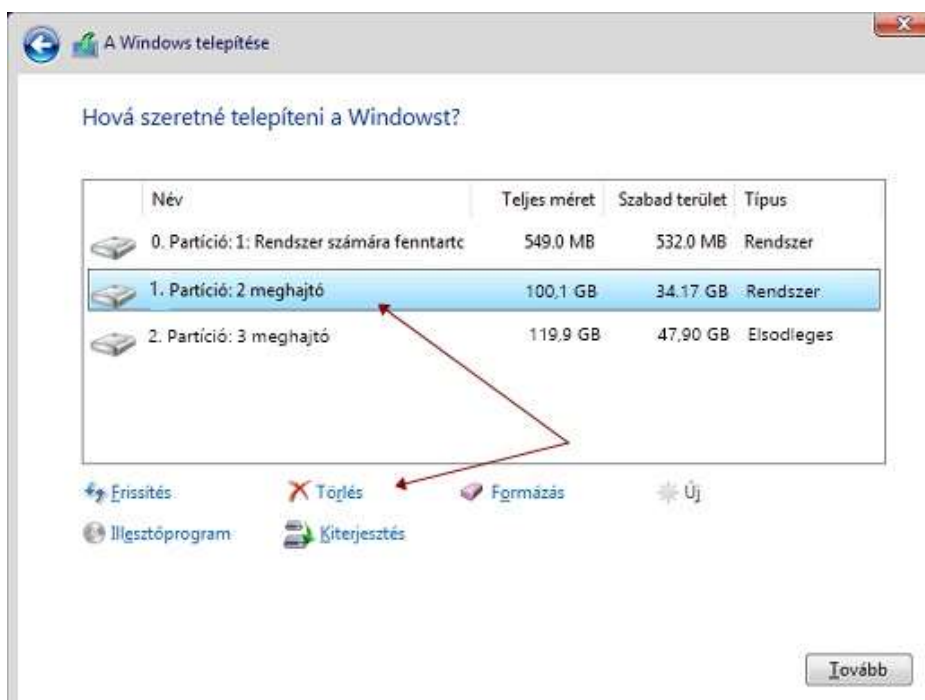 A Windows telepítése
Hová szeretné telepíteni a Windowst?
Név Teljes méret Szabad terület Típus
0. Partíció: 1: Rendszer számára fenntartc 549.0 MB 532.0 MB Rendszer
1. Partíció: 2 meghajtó 100,1 GB 34.17 GB Rendszer
2. Partíció: 3 meghajtó 119,9 GB 47,90 GB Elsodleges
Frissítés Törlés Formázás Új
Illesztőprogram Kiterjesztés
Tovább